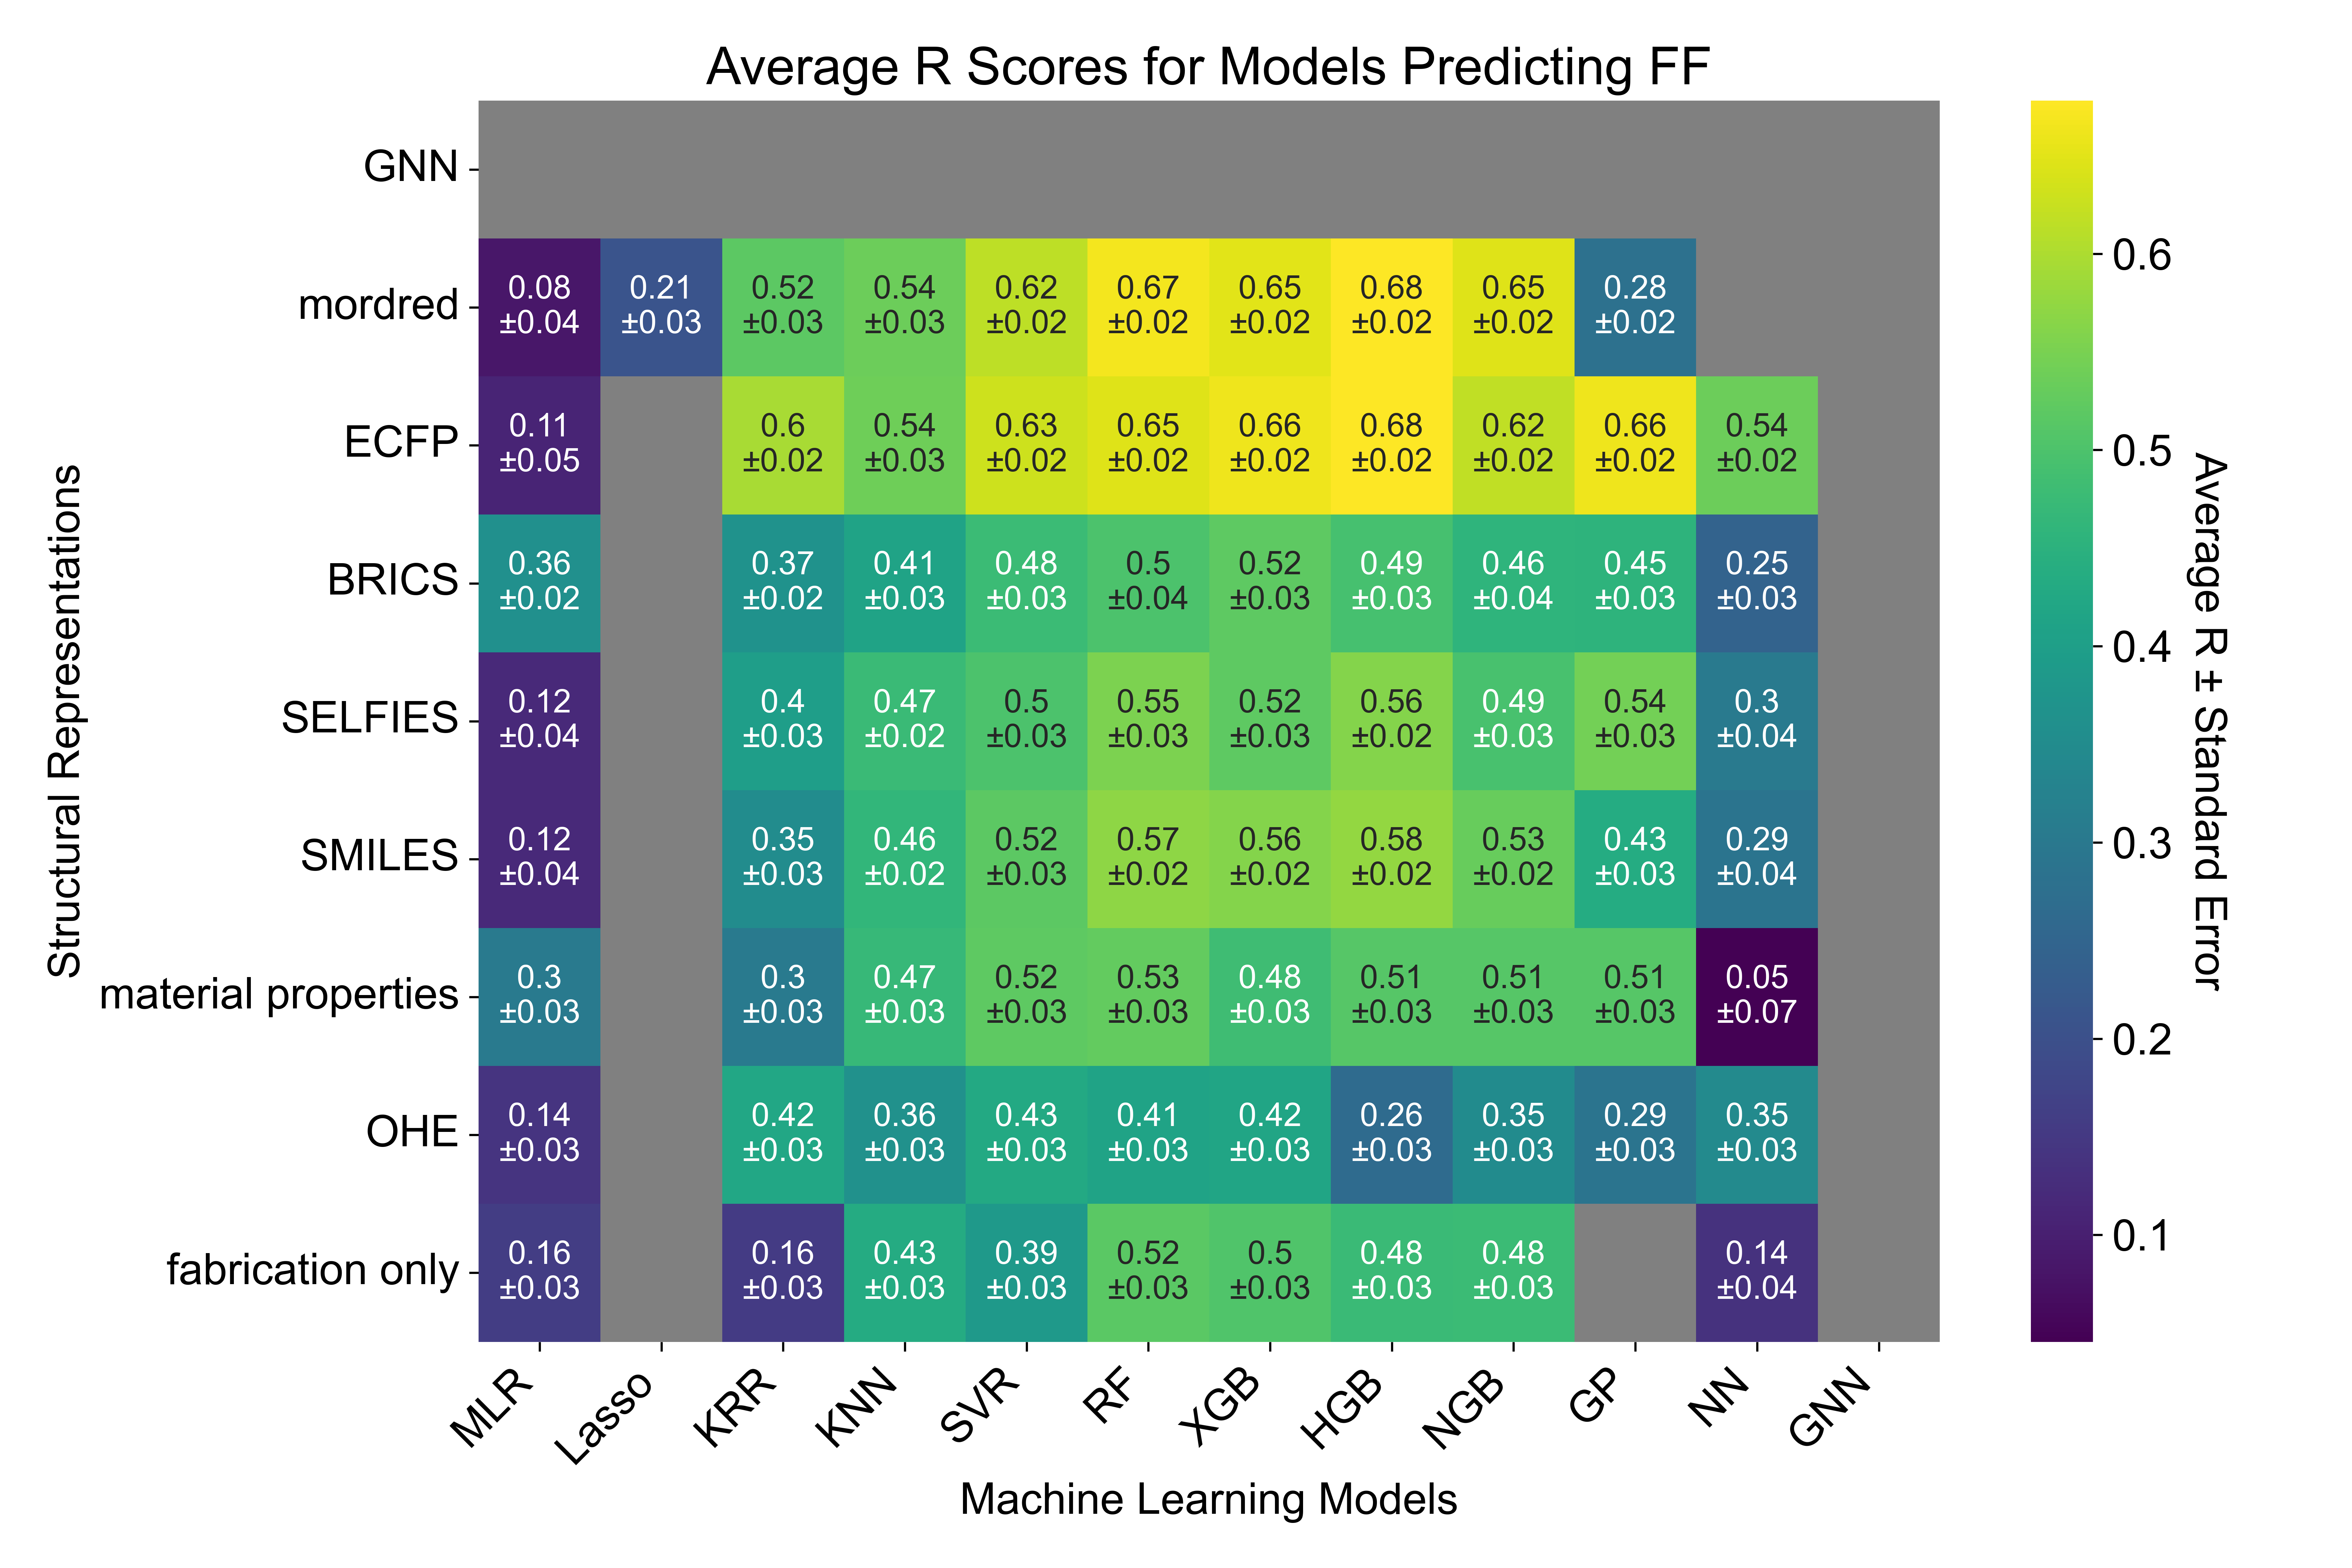 Average R Scores for Models Predicting FF
Structural Representations
GNN
mordred
0.08 0.21 0.52 0.54 0.62 0.67 0.65 0.68 0.65 0.28
±0.04 ±0.03 ±0.03 ±0.03 ±0.02 ±0.02 ±0.02 ±0.02 ±0.02 ±0.02
ECFP
0.11 0.6 0.54 0.63 0.65 0.66 0.68 0.62 0.66 0.54
±0.05 ±0.02 ±0.03 ±0.02 ±0.02 ±0.02 ±0.02 ±0.02 ±0.02 ±0.02
BRICS
0.36 0.37 0.41 0.48 0.5 0.52 0.49 0.46 0.45 0.25
±0.02 ±0.02 ±0.03 ±0.03 ±0.04 ±0.03 ±0.03 ±0.04 ±0.03 ±0.03
SELFIES
0.12 0.4 0.47 0.5 0.55 0.52 0.56 0.49 0.54 0.3
±0.04 ±0.03 ±0.02 ±0.03 ±0.03 ±0.03 ±0.02 ±0.03 ±0.03 ±0.04
SMILES
0.12 0.35 0.46 0.52 0.57 0.56 0.58 0.53 0.43 0.29
±0.04 ±0.03 ±0.02 ±0.03 ±0.02 ±0.02 ±0.02 ±0.02 ±0.03 ±0.04
material properties
0.3 0.3 0.47 0.52 0.53 0.48 0.51 0.51 0.51 0.05
±0.03 ±0.03 ±0.03 ±0.03 ±0.03 ±0.03 ±0.03 ±0.03 ±0.03 ±0.07
OHE
0.14 0.42 0.36 0.43 0.41 0.42 0.26 0.35 0.29 0.35
±0.03 ±0.03 ±0.03 ±0.03 ±0.03 ±0.03 ±0.03 ±0.03 ±0.03 ±0.03
fabrication only
0.16 0.16 0.43 0.39 0.52 0.5 0.48 0.48 0.14
±0.03 ±0.03 ±0.03 ±0.03 ±0.03 ±0.03 ±0.03 ±0.03 ±0.04
MLR Lasso KRR KNN SVR RF XGB HGB NGB GP NN GNN
Machine Learning Models
0.6
0.5
0.4
0.3
0.2
0.1
Average R ± Standard Error